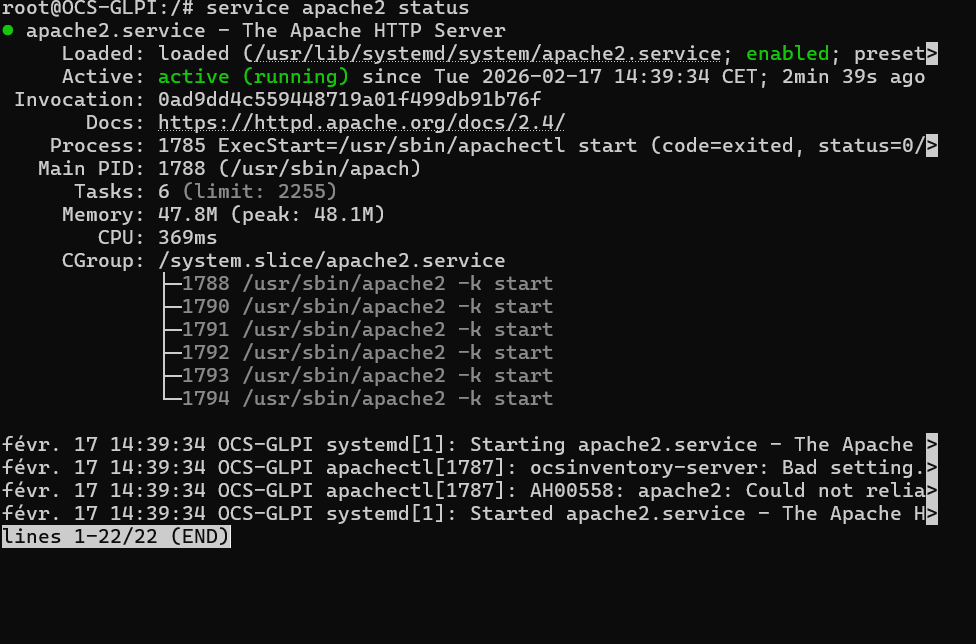 root@OCS-GLPI:/# service apache2 status
● apache2.service - The Apache HTTP Server
     Loaded: loaded (/usr/lib/systemd/system/apache2.service; enabled; preset>
     Active: active (running) since Tue 2026-02-17 14:39:34 CET; 2min 39s ago
 Invocation: 0ad9dd4c559448719a01f499db91b76f
       Docs: https://httpd.apache.org/docs/2.4/
    Process: 1785 ExecStart=/usr/sbin/apachectl start (code=exited, status=0/>
   Main PID: 1788 (/usr/sbin/apach)
      Tasks: 6 (limit: 2255)
     Memory: 47.8M (peak: 48.1M)
        CPU: 369ms
     CGroup: /system.slice/apache2.service
             ├─1788 /usr/sbin/apache2 -k start
             ├─1790 /usr/sbin/apache2 -k start
             ├─1791 /usr/sbin/apache2 -k start
             ├─1792 /usr/sbin/apache2 -k start
             ├─1793 /usr/sbin/apache2 -k start
             └─1794 /usr/sbin/apache2 -k start

févr. 17 14:39:34 OCS-GLPI systemd[1]: Starting apache2.service - The Apache >
févr. 17 14:39:34 OCS-GLPI apachectl[1787]: ocsinventory-server: Bad setting.>
févr. 17 14:39:34 OCS-GLPI apachectl[1787]: AH00558: apache2: Could not relia>
févr. 17 14:39:34 OCS-GLPI systemd[1]: Started apache2.service - The Apache H>
lines 1-22/22 (END)